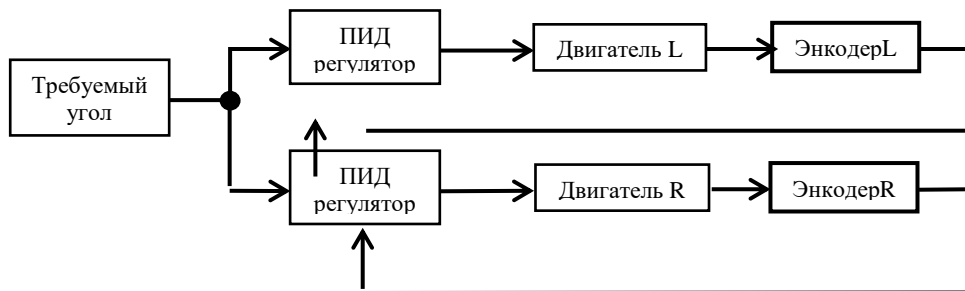 Требуемый
угол
ПИД
регулятор
Двигатель L
ЭнкодерL
ПИД
регулятор
Двигатель R
ЭнкодерR